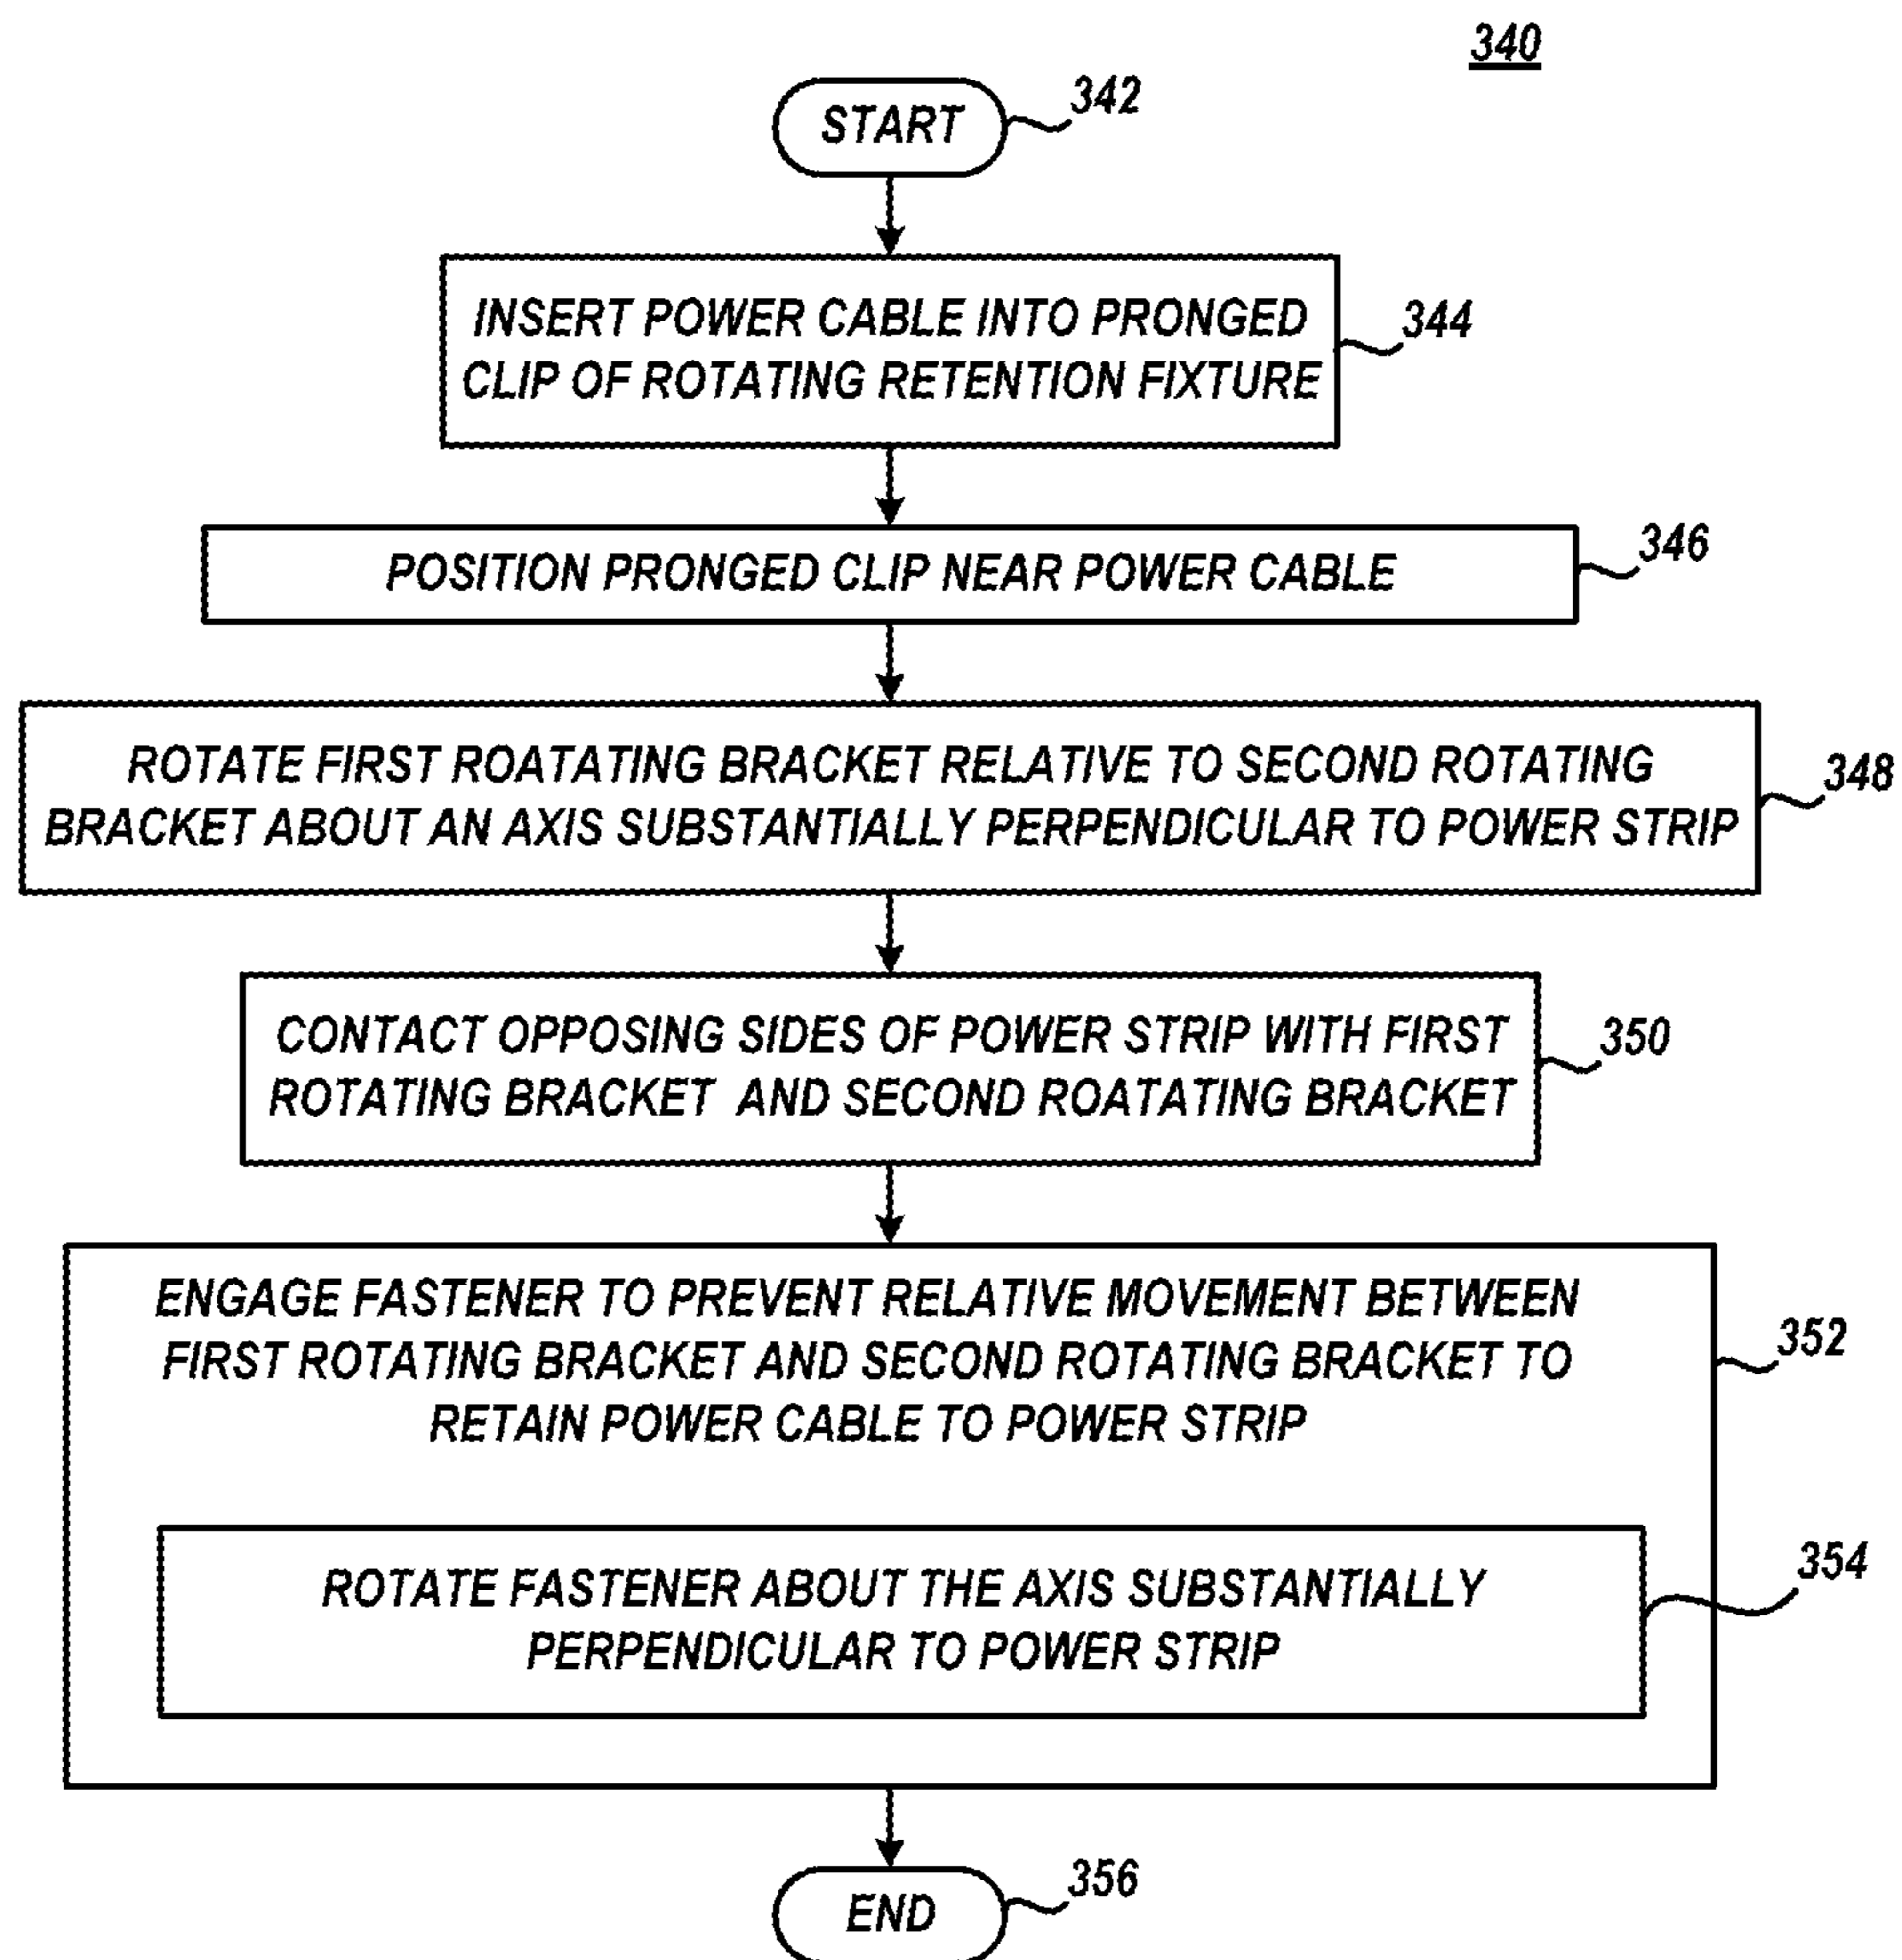 340
START
342
INSERT POWER CABLE INTO PRONGED
CLIP OF ROTATING RETENTION FIXTURE
344
POSITION PRONGED CLIP NEAR POWER CABLE
346
ROTATE FIRST ROATATING BRACKET RELATIVE TO SECOND ROTATING
BRACKET ABOUT AN AXIS SUBSTANTIALLY PERPENDICULAR TO POWER STRIP
348
CONTACT OPPOSING SIDES OF POWER STRIP WITH FIRST
ROTATING BRACKET AND SECOND ROATATING BRACKET
350
ENGAGE FASTENER TO PREVENT RELATIVE MOVEMENT BETWEEN
FIRST ROTATING BRACKET AND SECOND ROTATING BRACKET TO
RETAIN POWER CABLE TO POWER STRIP
352
ROTATE FASTENER ABOUT THE AXIS SUBSTANTIALLY
PERPENDICULAR TO POWER STRIP
354
END
356